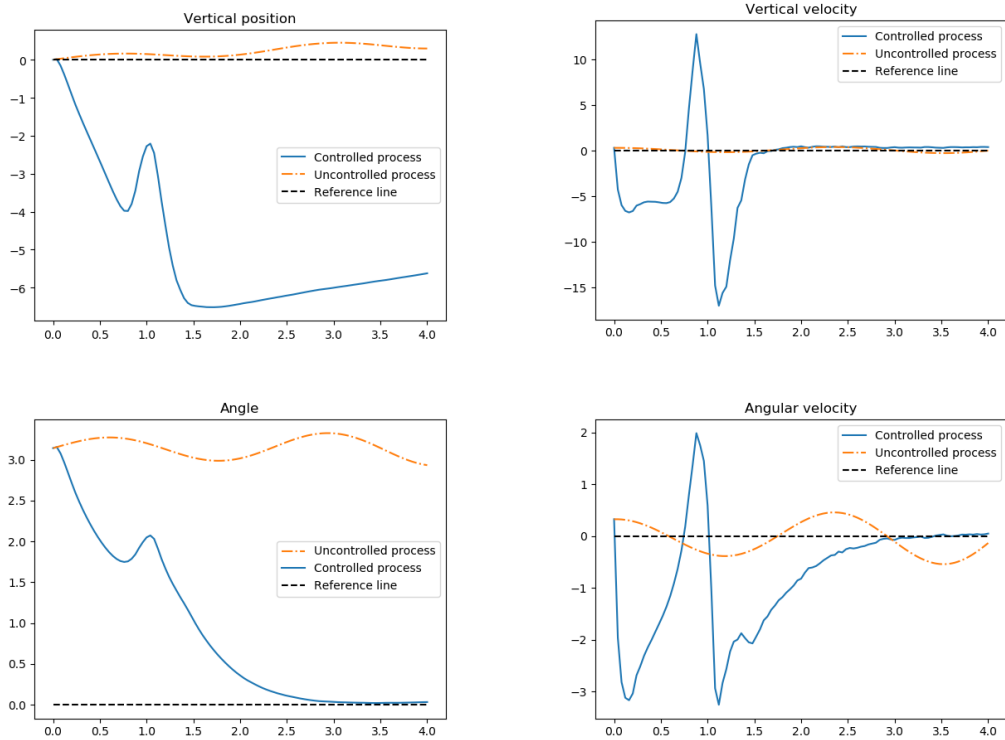 Vertical position
0
−1
−2
−3
−4
−5
−6
Controlled process
Uncontrolled process
Reference line
0.0 0.5 1.0 1.5 2.0 2.5 3.0 3.5 4.0
Vertical velocity
10
5
0
−5
−10
−15
Controlled process
Uncontrolled process
Reference line
0.0 0.5 1.0 1.5 2.0 2.5 3.0 3.5 4.0
Angle
3.0
2.5
2.0
1.5
1.0
0.5
0.0
Uncontrolled process
Controlled process
Reference line
0.0 0.5 1.0 1.5 2.0 2.5 3.0 3.5 4.0
Angular velocity
2
1
0
−1
−2
−3
Controlled process
Uncontrolled process
Reference line
0.0 0.5 1.0 1.5 2.0 2.5 3.0 3.5 4.0